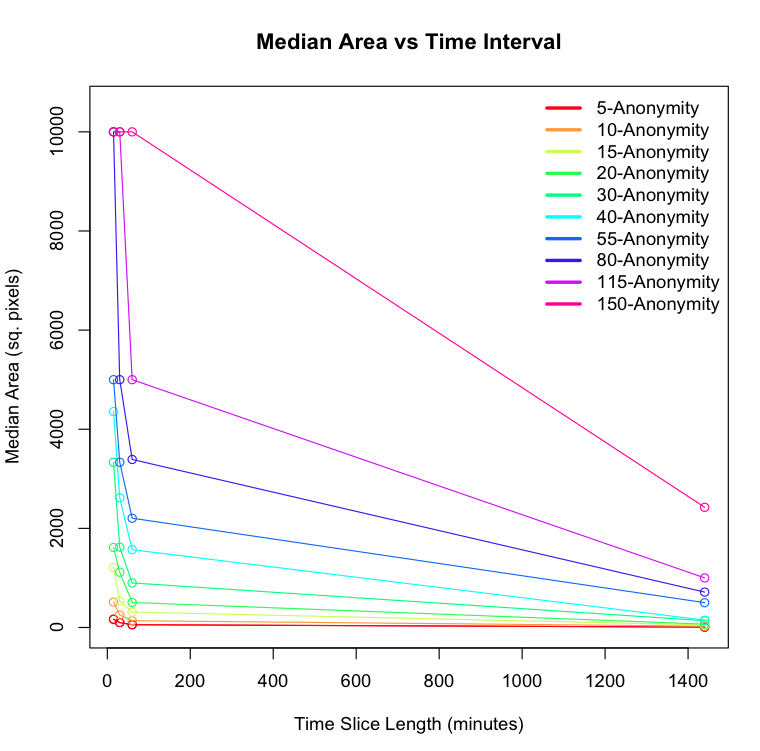 Median Area vs Time Interval
5-Anonymity
10-Anonymity
15-Anonymity
20-Anonymity
30-Anonymity
40-Anonymity
55-Anonymity
80-Anonymity
115-Anonymity
150-Anonymity
Median Area (sq. pixels)
10000
8000
6000
4000
2000
0
0 200 400 600 800 1000 1200 1400
Time Slice Length (minutes)